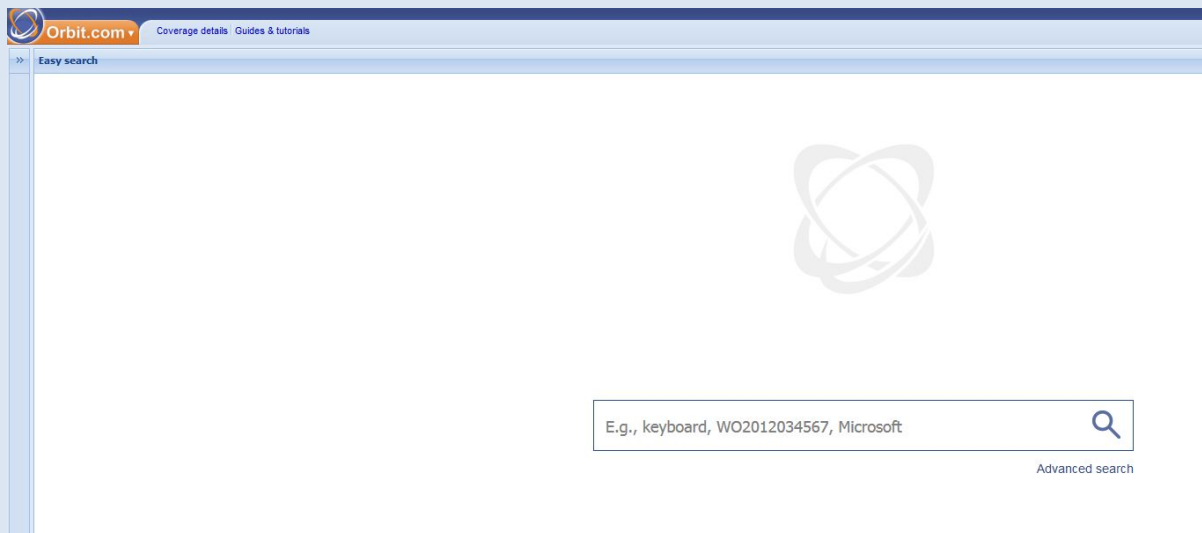 Orbit.com ▾ Coverage details Guides & tutorials
» Easy search
E.g., keyboard, WO2012034567, Microsoft
Advanced search